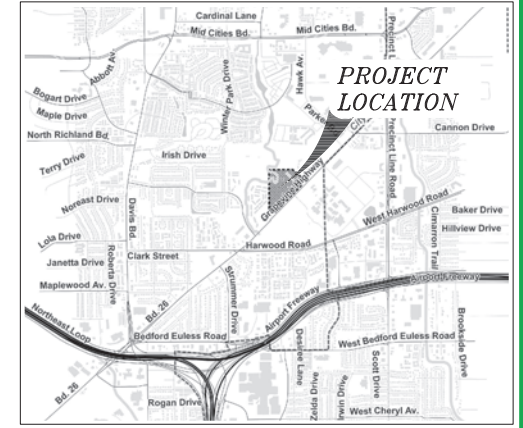 Cardinal Lane
Mid Cities Bd.
Mid Cities Bd.
Abbott Av.
Winter Park Drive
Hawk Av.
Bogart Drive
Maple Drive
North Richland Bd.
PROJECT
LOCATION
Cannon Drive
Irish Drive
Terry Drive
Precinct Line Road
Grapevine Highway
Noreast Drive
Davis Bd.
West Harwood Road
Baker Drive
Hillview Drive
Cimarron Trail
Lola Drive
Harwood Road
Clark Street
Janetta Drive
Roberta Drive
Maplewood Av.
Strummer Drive
Airport Freeway
Airport Freeway
Bd. 26
Northeast Loop
Bedford Euless Road
West Bedford Euless Road
Brookside Drive
Desiree Lane
Scott Drive
Bd. 26
Zelda Drive
Irwin Drive
Rogan Drive
West Cheryl Av.